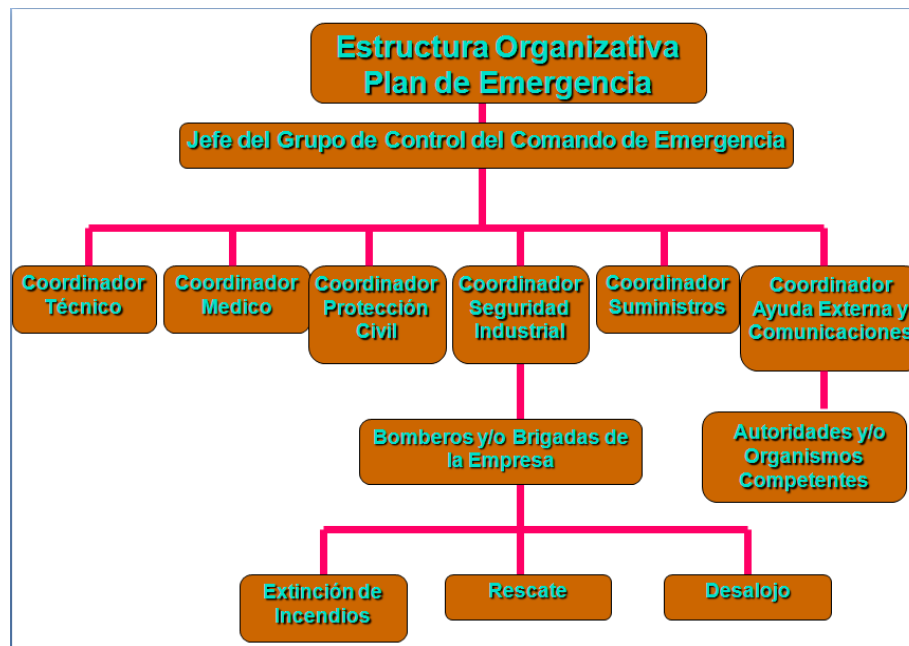 Estructura Organizativa
Plan de Emergencia
Jefe del Grupo de Control del Comando de Emergencia
Coordinador
Técnico
Coordinador
Medico
Coordinador
Protección
Civil
Coordinador
Seguridad
Industrial
Coordinador
Suministros
Coordinador
Ayuda Externa y
Comunicaciones
Bomberos y/o Brigadas de
la Empresa
Autoridades y/o
Organismos
Competentes
Extinción de
Incendios
Rescate
Desalojo